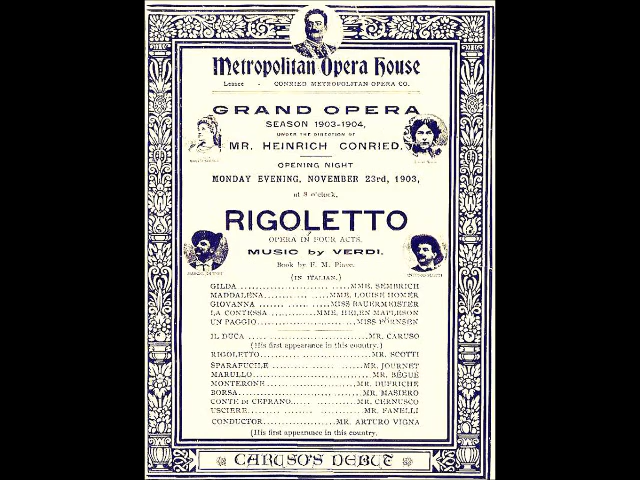 Metropolitan Opera House
Lessee - CONRIED METROPOLITAN OPERA CO.
GRAND OPERA
SEASON 1903-1904,
UNDER THE DIRECTION OF
MR. HEINRICH CONRIED.
OPENING NIGHT
MONDAY EVENING, NOVEMBER 23rd, 1903,
at 8 o'clock,
RIGOLETTO
OPERA IN FOUR ACTS.
MUSIC by VERDI.
Book by F. M. Piave.
(IN ITALIAN.)
GILDA ........................ MME. SEMBRICH
MADDALENA............ MME. LOUISE HOMER
GIOVANNA ............... MISS BAUERMEISTER
LA CONTESSA ............MME. HELEN MAPLESON
UN PAGGIO..........................MISS
IL DUCA ...................................MR. CARUSO
(His first appearance in this country.)
RIGOLETTO.........................MR. SCOTTI
SPARAFUCILE ......................MR. JOURNET
MARULLO..............................MR. BÉGUÉ
MONTERONE ........................MR. DUFRICHE
BORSA...................................MR. MASIERO
CONTE DI CEPRANO...............MR. CERNUSCO
USCIERE...............................MR. FANELLI
CONDUCTOR....................MR. ARTURO VIGNA
(His first appearance in this country.
CARUSO'S DEBUT